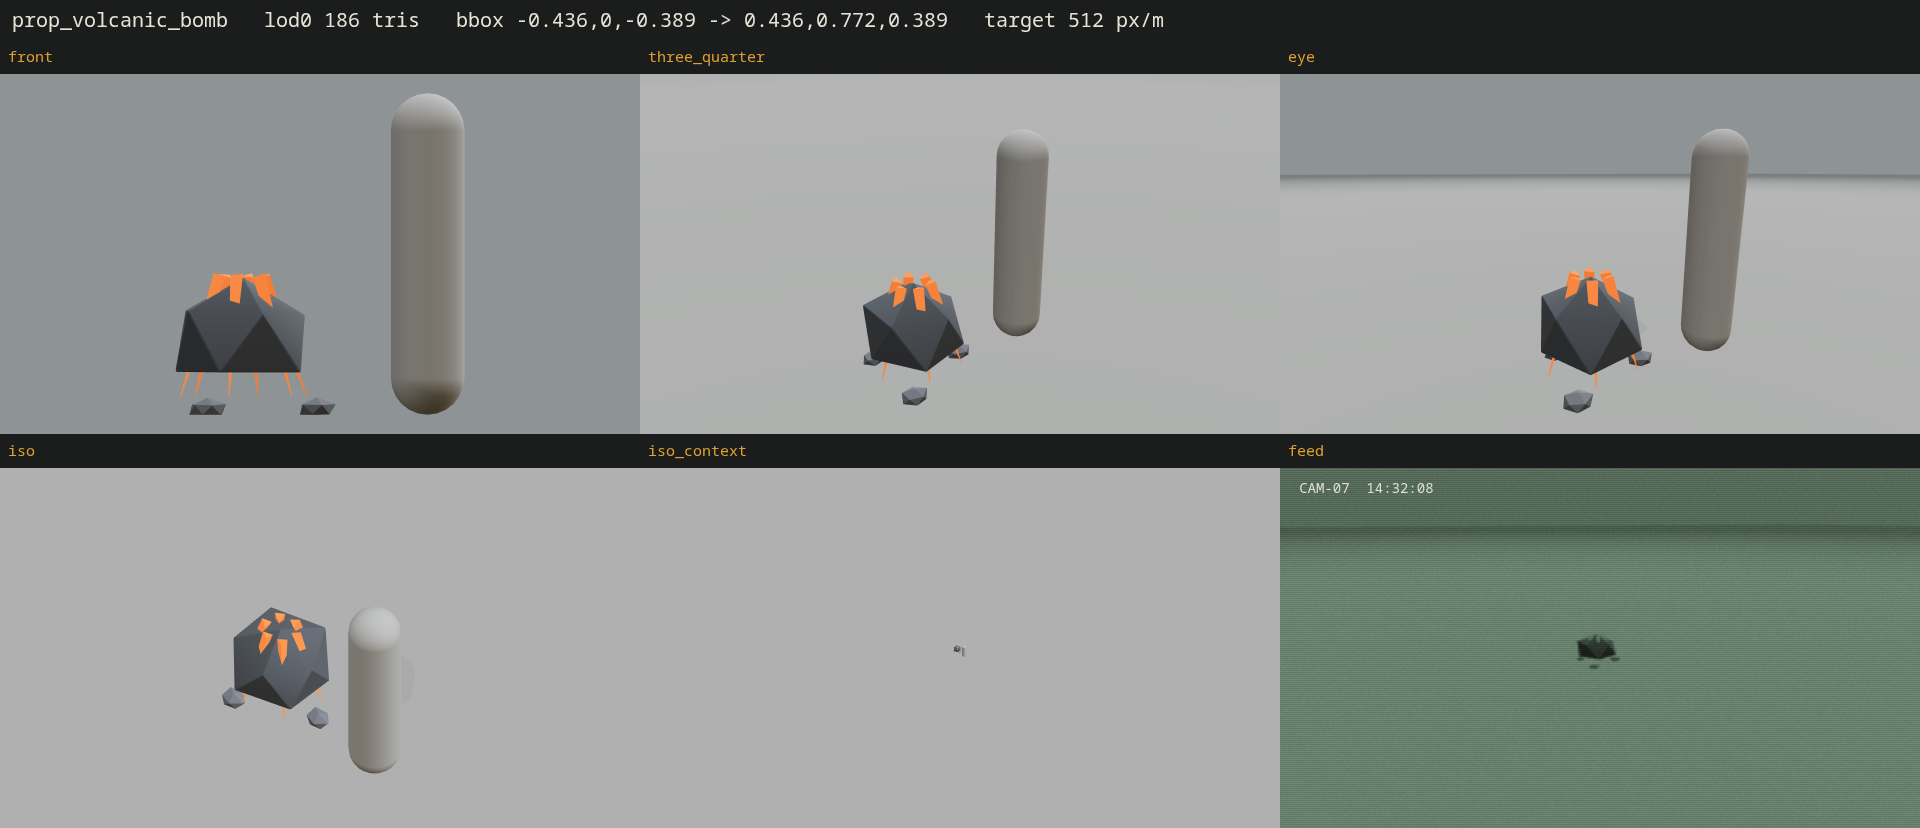 prop_volcanic_bomb lod0 186 tris bbox -0.436,0,-0.389 -> 0.436,0.772,0.389 target 512 px/m
front three_quarter eye
iso iso_context feed
CAM-07 14:32:08